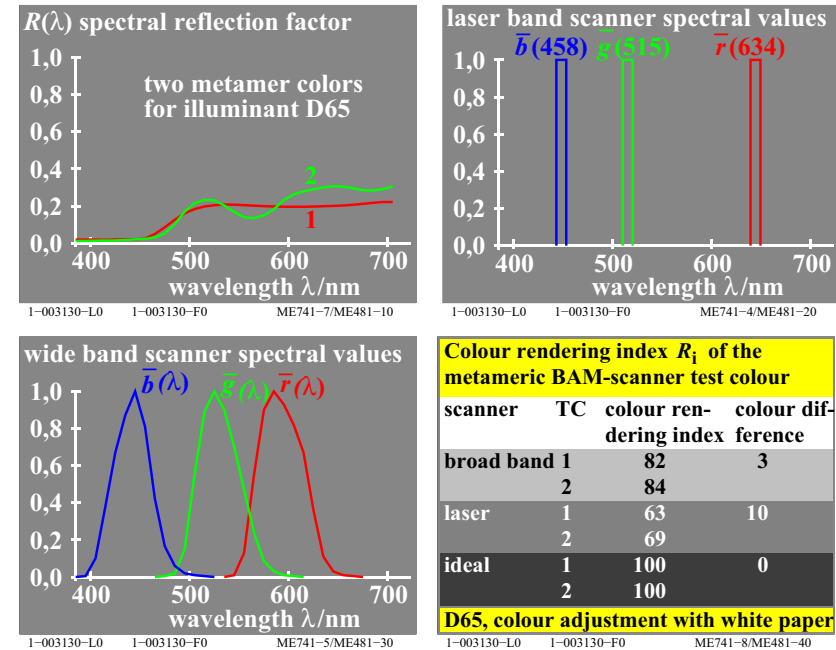 R(λ) spectral reflection factor
1,0
0,8
0,6
0,4
0,2
0,0
two metamer colors
for illuminant D65
2
1
400 500 600 700
wavelength λ/nm
1−003130−L0 1−003130−F0 ME741−7/ME481−10
laser band scanner spectral values
b(458) g(515) r(634)
1,0
0,8
0,6
0,4
0,2
0,0
400 500 600 700
wavelength λ/nm
1−003130−L0 1−003130−F0 ME741−4/ME481−20
wide band scanner spectral values
b(λ) g(λ) r(λ)
1,0
0,8
0,6
0,4
0,2
0,0
400 500 600 700
wavelength λ/nm
1−003130−L0 1−003130−F0 ME741−5/ME481−30
Colour rendering index Ri of the
metameric BAM-scanner test colour
scanner TC colour ren- colour dif-
dering index ference
broad band 1 82 3
2 84
laser 1 63 10
2 69
ideal 1 100 0
2 100
D65, colour adjustment with white paper
1−003130−L0 1−003130−F0 ME741−8/ME481−40